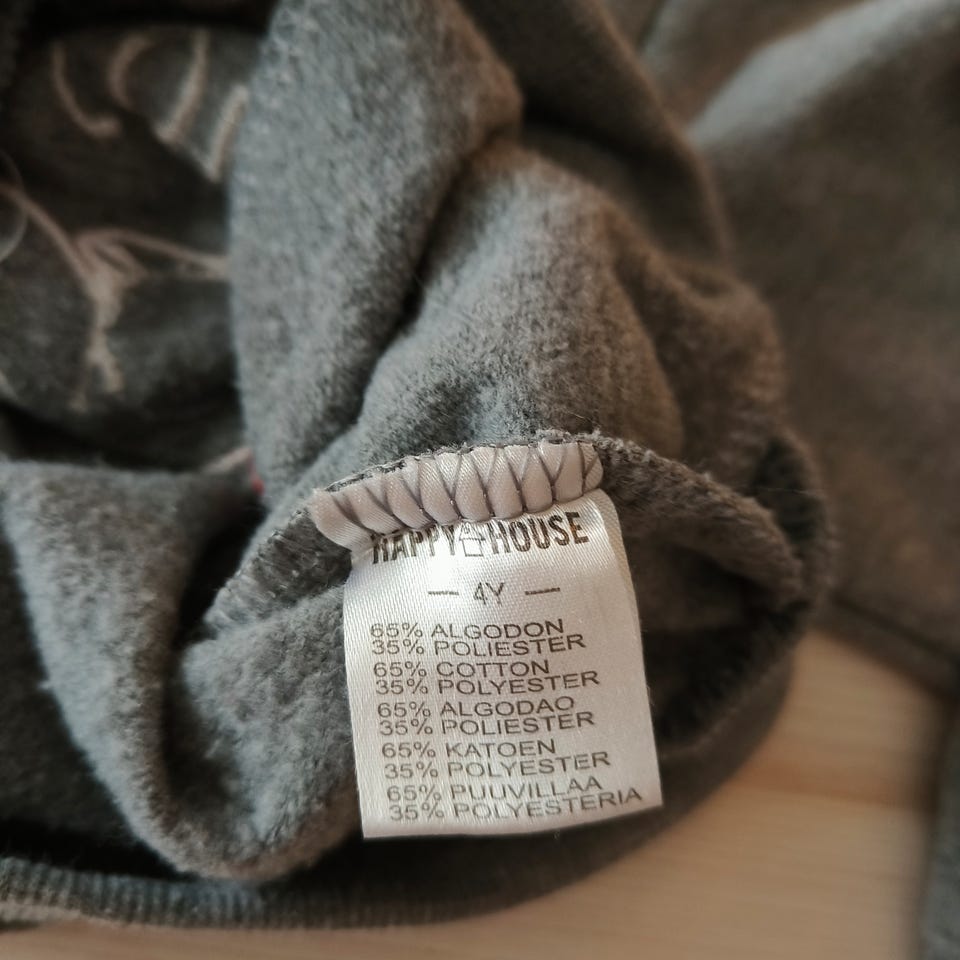 HAPPY HOUSE
— 4Y —
65% ALGODON
35% POLIESTER
65% COTTON
35% POLYESTER
65% ALGODAO
35% POLIESTER
65% KATOEN
35% POLYESTER
65% PUUVILLAA
35% POLYESTERIA